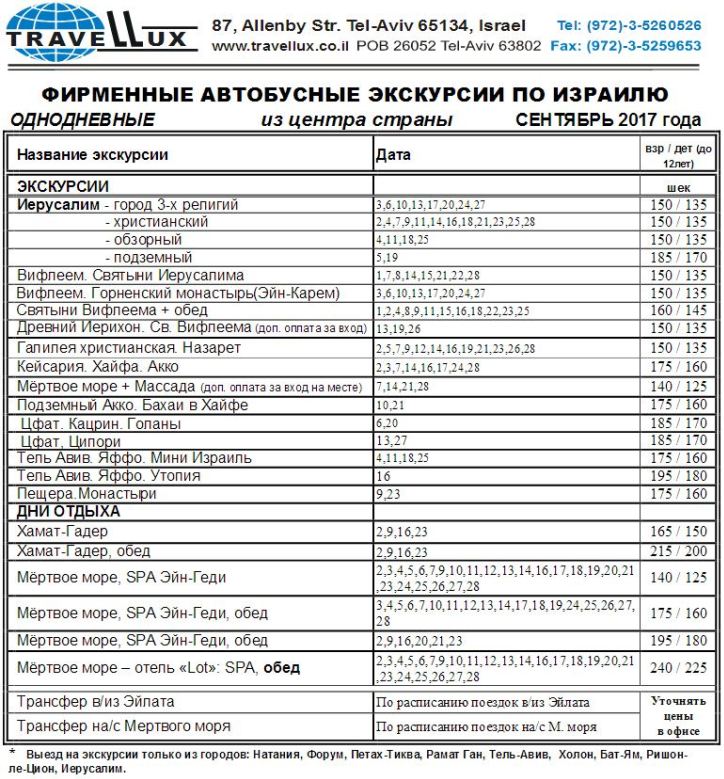 TRAVELLUX
87, Allenby Str. Tel-Aviv 65134, Israel Tel: (972)-3-5260526
www.travellux.co.il POB 26052 Tel-Aviv 63802 Fax: (972)-3-5259653
ФИРМЕННЫЕ АВТОБУСНЫЕ ЭКСКУРСИИ ПО ИЗРАИЛЮ
ОДНОДНЕВНЫЕ из центра страны СЕНТЯБРЬ 2017 года
Название экскурсии Дата взр / дет (до 12лет)
ЭКСКУРСИИ шек
Иерусалим - город 3-х религий 3,6,10,13,17,20,24,27 150 / 135
- христианский 2,4,7,9,11,14,16,18,21,23,25,28 150 / 135
- обзорный 4,11,18,25 150 / 135
- подземный 5,19 185 / 170
Вифлеем. Святыни Иерусалима 1,7,8,14,15,21,22,28 150 / 135
Вифлеем. Горненский монастырь(Эйн-Карем) 3,6,10,13,17,20,24,27 150 / 135
Святыни Вифлеема + обед 1,2,4,8,9,11,15,16,18,22,23,25 160 / 145
Древний Иерихон. Св. Вифлеема (доп. оплата за вход) 13,19,26 150 / 135
Галилея христианская. Назарет 2,5,7,9,12,14,16,19,21,23,26,28 150 / 135
Кейсария. Хайфа. Акко 2,3,7,14,16,17,24,28 175 / 160
Мёртвое море + Массада (доп. оплата за вход на месте) 7,14,21,28 140 / 125
Подземный Акко. Бахаи в Хайфе 10,21 175 / 160
Цфат. Кацрин. Голаны 6,20 185 / 170
Цфат, Ципори 13,27 185 / 170
Тель Авив. Яффо. Мини Израиль 4,11,18,25 175 / 160
Тель Авив. Яффо. Утопия 16 195 / 180
Пещера.Монастыри 9,23 175 / 160
ДНИ ОТДЫХА
Хамат-Гадер 2,9,16,23 165 / 150
Хамат-Гадер, обед 2,9,16,23 215 / 200
Мёртвое море, SPA Эйн-Геди 2,3,4,5,6,7,9,10,11,12,13,14,16,17,18,19,20,21 140 / 125
,23,24,25,26,27,28
Мёртвое море, SPA Эйн-Геди, обед 3,4,5,6,7,10,11,12,13,14,17,18,19,24,25,26,27, 175 / 160
28
Мёртвое море, SPA Эйн-Геди, обед 2,9,16,20,21,23 195 / 180
Мёртвое море – отель «Lot»: SPA, обед 2,3,4,5,6,7,9,10,11,12,13,14,16,17,18,19,20,21 240 / 225
,23,24,25,26,27,28
Трансфер в/из Эйлата По расписанию поездок в/из Эйлата Уточнять
цены
Трансфер на/с Мертвого моря По расписанию поездок на/с М. моря в офисе
* Выезд на экскурсии только из городов: Натания, Форум, Петах-Тиква, Рамат Ган, Тель-Авив, Холон, Бат-Ям, Ришон-
ле-Цион, Иерусалим.